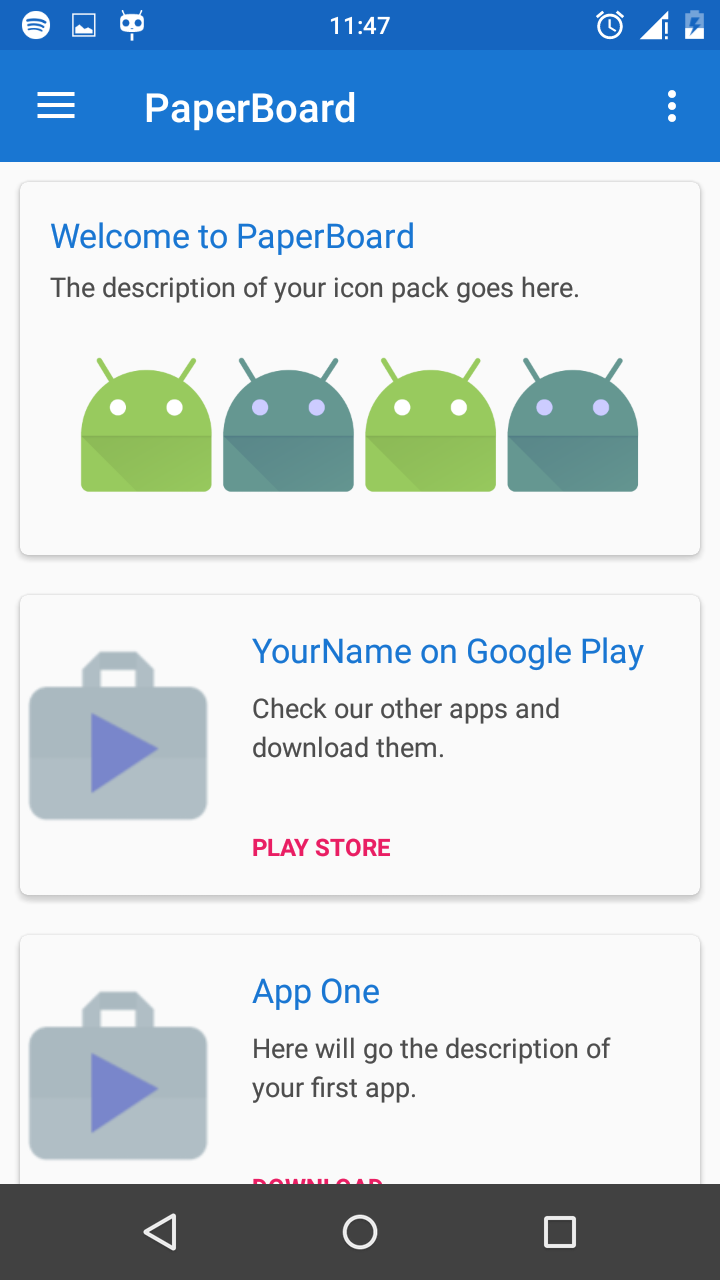 11:47
PaperBoard
Welcome to PaperBoard
The description of your icon pack goes here.
YourName on Google Play
Check our other apps and
download them.
PLAY STORE
App One
Here will go the description of
your first app.
DOWNLOAD